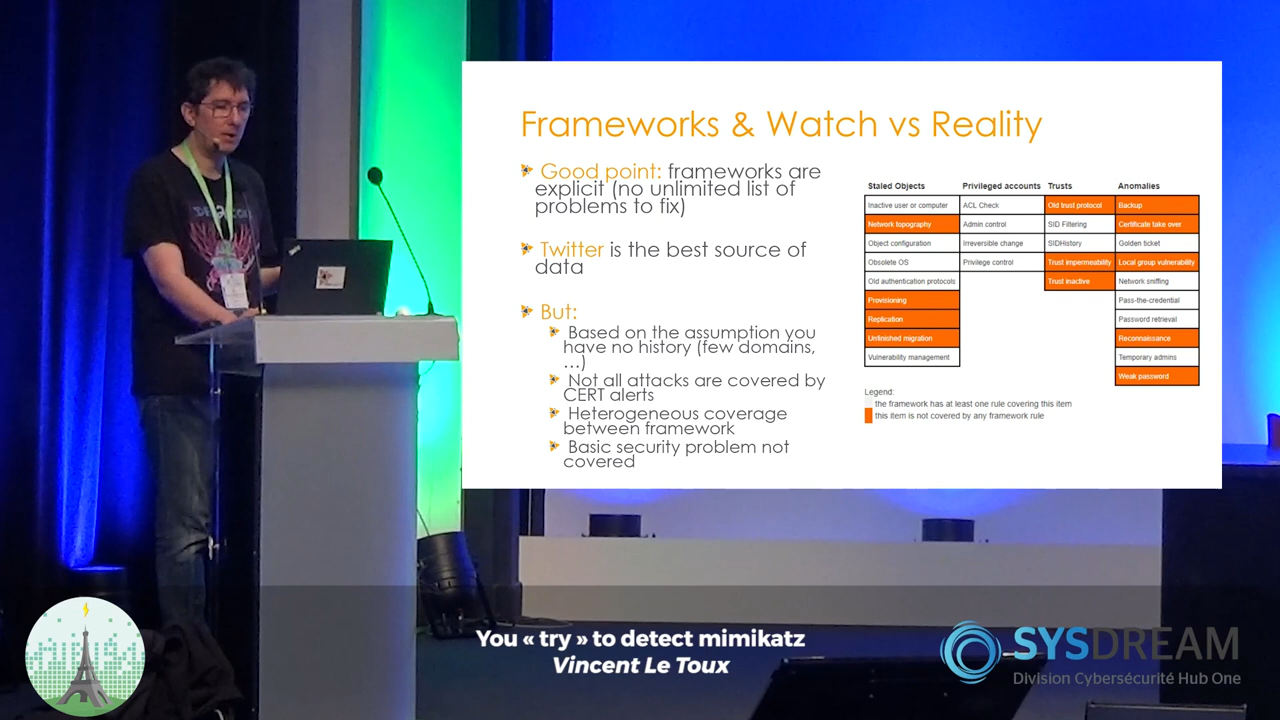 Frameworks & Watch vs Reality
Good point: frameworks are
explicit (no unlimited list of
problems to fix)
Twitter is the best source of
data
But:
Based on the assumption you
have no history (few domains,
…)
Not all attacks are covered by
CERT alerts
Heterogeneous coverage
between framework
Basic security problem not
covered
Staled Objects Privileged accounts Trusts Anomalies
Inactive user or computer ACL Check Old trust protocol Backup
Network topography Admin control SID Filtering Certificate take over
Object configuration Irreversible change SIDHistory Golden ticket
Obsolete OS Privilege control Trust impermeability Local group vulnerability
Old authentication protocols Trust inactive Network sniffing
Provisioning Pass-the-credential
Replication Password retrieval
Unfinished migration Reconnaissance
Vulnerability management Temporary admins
Weak password
Legend:
the framework has at least one rule covering this item
this item is not covered by any framework rule
You « try » to detect mimikatz
Vincent Le Toux
SYSDREAM
Division Cybersécurité Hub One